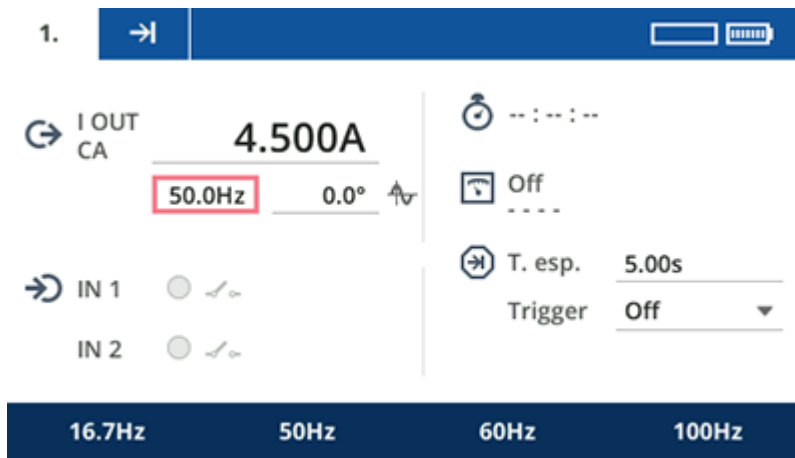 1.
I OUT
CA
4.500A
50.0Hz
0.0°
IN 1
IN 2
-- : -- : --
Off
- - - -
T. esp.
5.00s
Trigger
Off
16.7Hz
50Hz
60Hz
100Hz